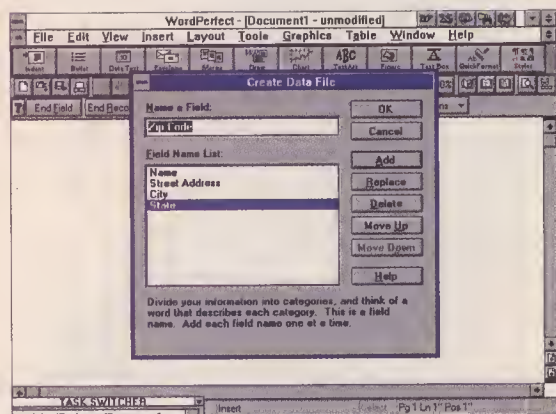 WordPerfect - [Document1 - unmodified]
File Edit View Insert Layout Tools Graphics Table Window Help
Indent Bullet Date Text Envelope Merge Draw Chart TextArt Figure Text Box QuickFormat Styles
End Field End Reco
Create Data File
Name a Field:
Zip Code
OK
Cancel
Field Name List:
Name
Street Address
City
State
Add
Replace
Delete
Move Up
Move Down
Help
Divide your information into categories, and think of a
word that describes each category. This is a field
name. Add each field name one at a time.
TASK SWITCHER
Insert
Pg 1 Ln 1" Pos 1"